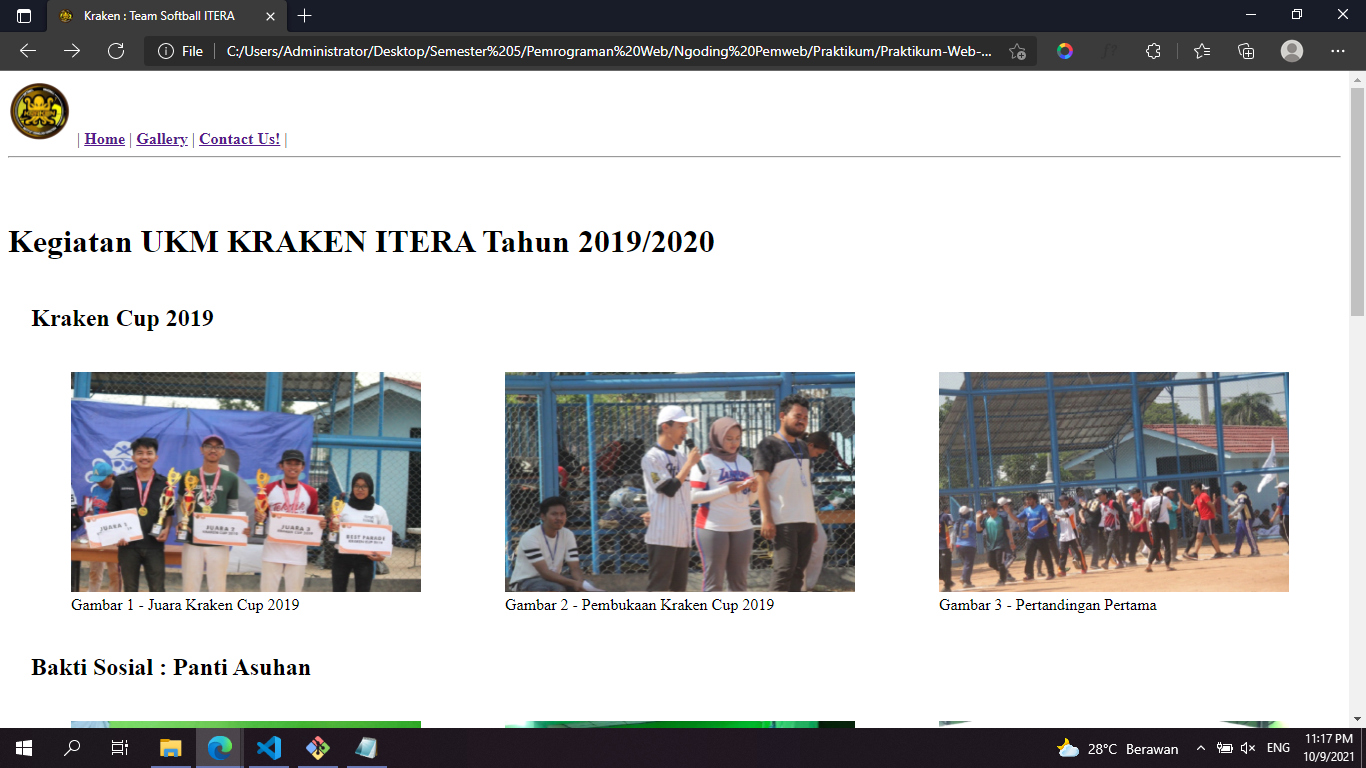 Kraken : Team Softball ITERA
File
C:/Users/Administrator/Desktop/Semester%205/Pemrograman%20Web/Ngoding%20Pemweb/Praktikum/Praktikum-Web-...
KRAKEN
| Home | Gallery | Contact Us! |
Kegiatan UKM KRAKEN ITERA Tahun 2019/2020
Kraken Cup 2019
JUARA 1
JUARA 2
JUARA 3
BEST PARADE
Gambar 1 - Juara Kraken Cup 2019
Gambar 2 - Pembukaan Kraken Cup 2019
Gambar 3 - Pertandingan Pertama
Bakti Sosial : Panti Asuhan
28°C Berawan
ENG
11:17 PM
10/9/2021